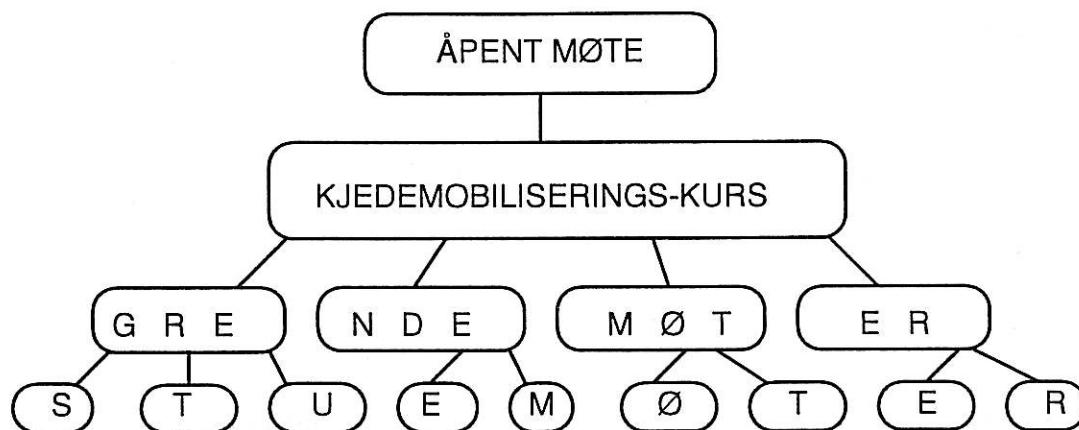 ÅPENT MØTE
KJEDEMOBILISERINGS-KURS
G R E N D E M Ø T E R
S T U E M Ø T E R